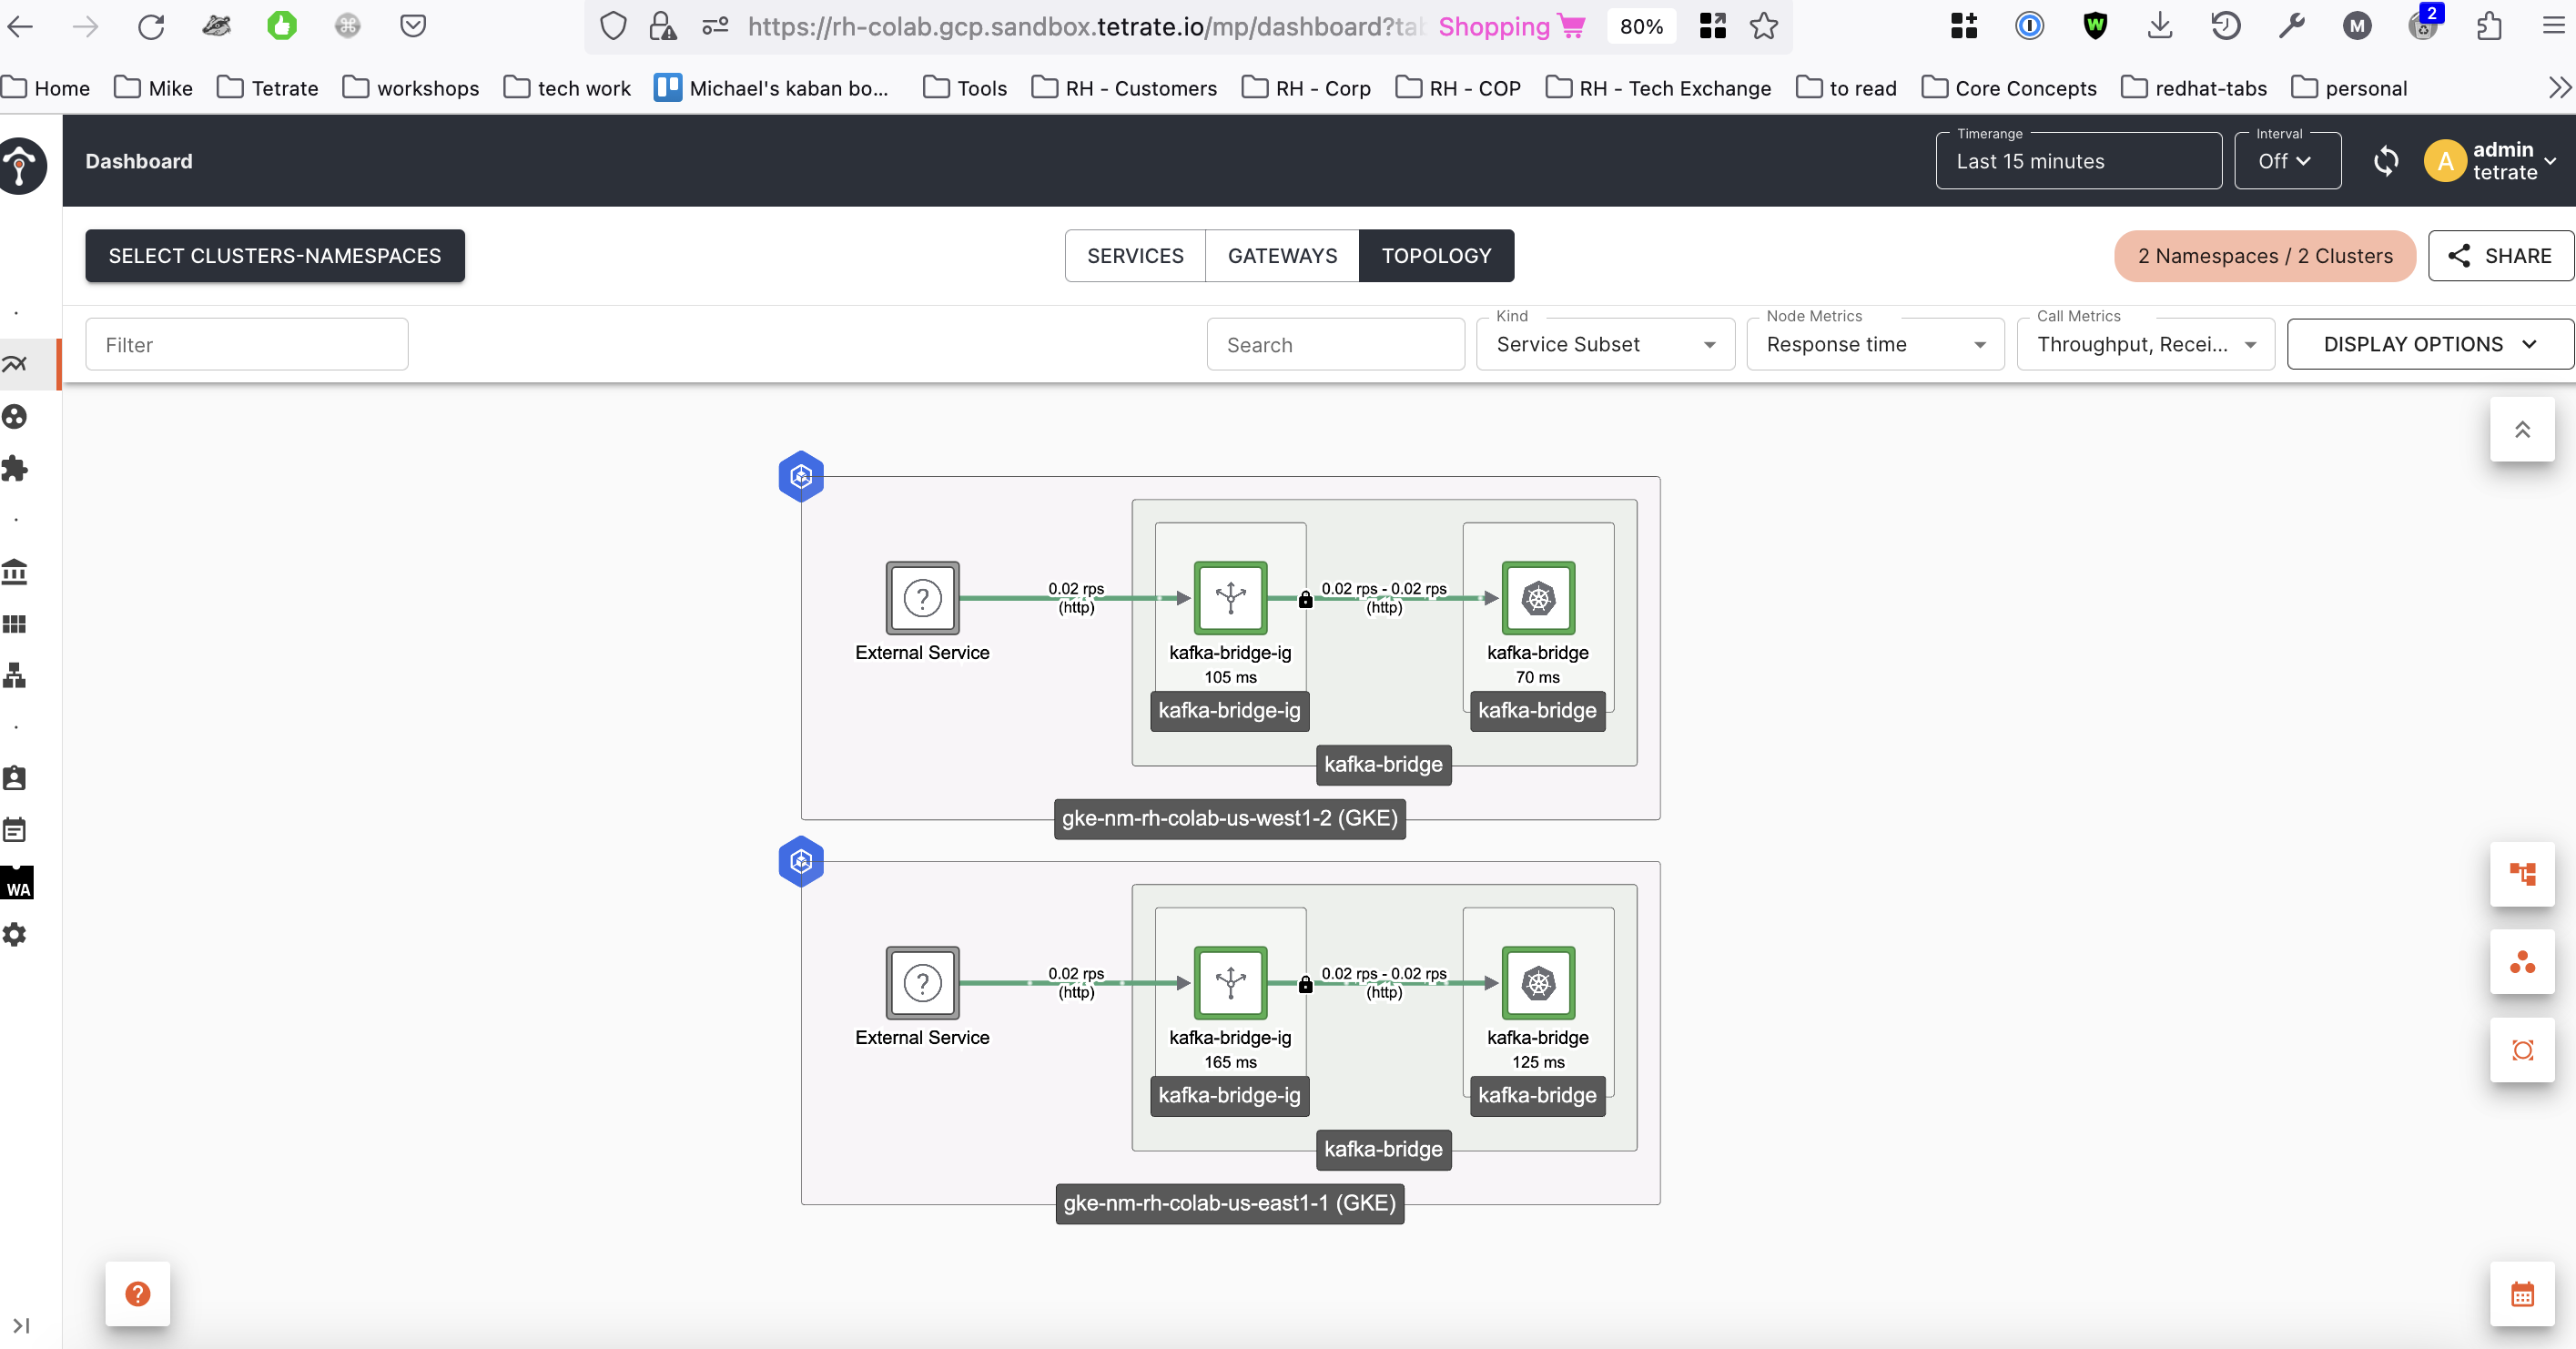 https://rh-colab.gcp.sandbox.tetrate.io/mp/dashboard?tab Shopping 80% W M 2
Home Mike Tetrate workshops tech work Michael's kaban bo... Tools RH - Customers RH - Corp RH - COP RH - Tech Exchange to read Core Concepts redhat-tabs personal
Dashboard
Timerange
Last 15 minutes
Interval
Off
A
admin
tetrate
SELECT CLUSTERS-NAMESPACES
SERVICES GATEWAYS TOPOLOGY
2 Namespaces / 2 Clusters
SHARE
Filter
Search
Kind
Service Subset
Node Metrics
Response time
Call Metrics
Throughput, Recei...
DISPLAY OPTIONS
?
External Service
0.02 rps
(http)
kafka-bridge-ig
105 ms
kafka-bridge-ig
0.02 rps - 0.02 rps
(http)
kafka-bridge
70 ms
kafka-bridge
kafka-bridge
gke-nm-rh-colab-us-west1-2 (GKE)
WA
?
External Service
0.02 rps
(http)
kafka-bridge-ig
165 ms
kafka-bridge-ig
0.02 rps - 0.02 rps
(http)
kafka-bridge
125 ms
kafka-bridge
kafka-bridge
gke-nm-rh-colab-us-east1-1 (GKE)
?